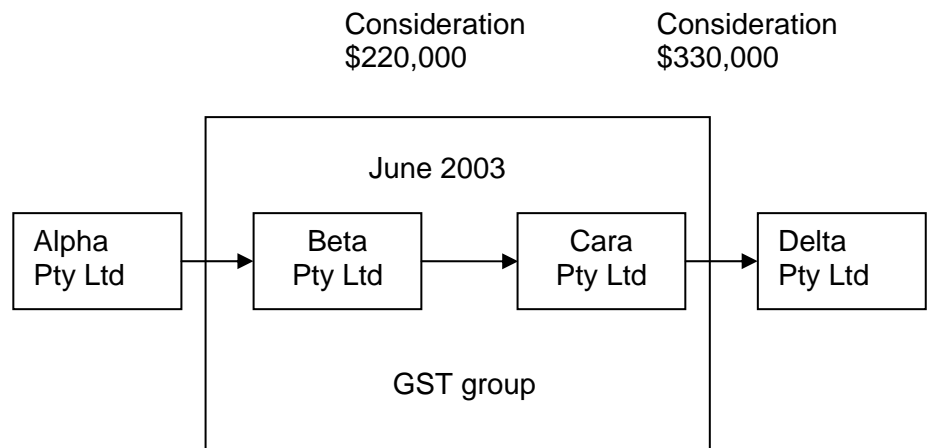 Consideration
$220,000
Consideration
$330,000
June 2003
Alpha
Pty Ltd
Beta
Pty Ltd
Cara
Pty Ltd
Delta
Pty Ltd
GST group